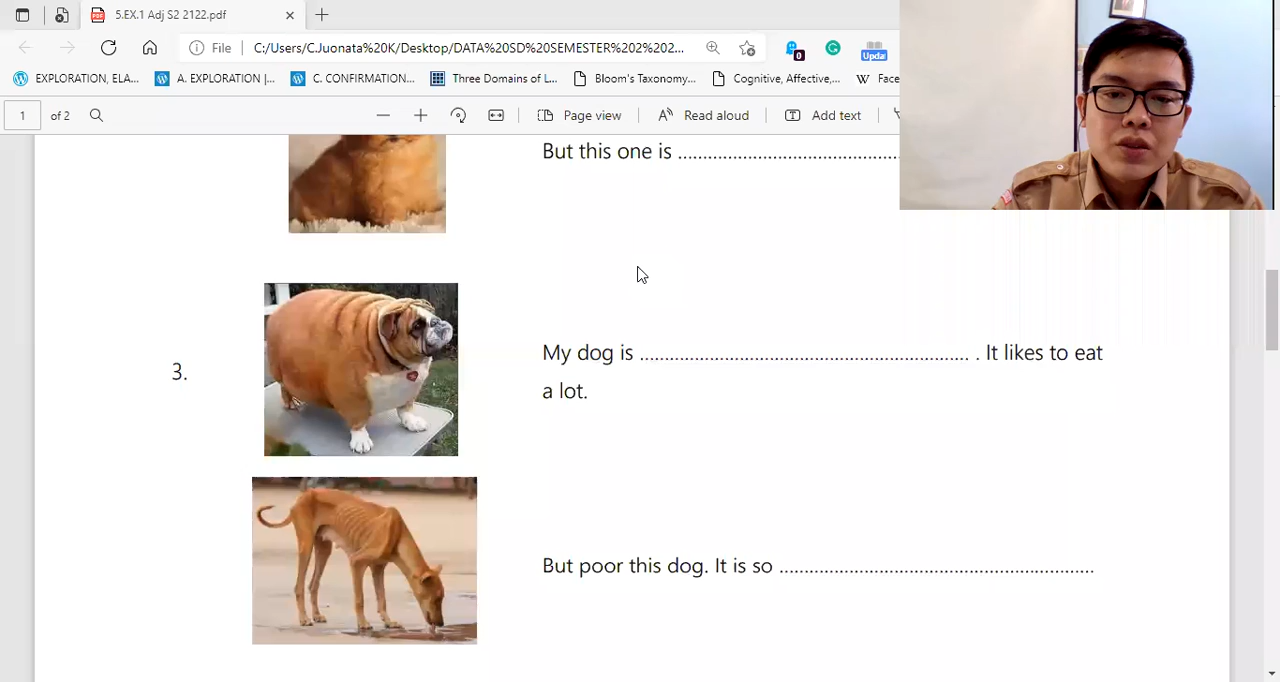 5.EX.1 Adj S2 2122.pdf
File
C:/Users/C.Juonata%20K/Desktop/DATA%20SD%20SEMESTER%202%202...
0
Upda
EXPLORATION, ELA...
A. EXPLORATION |...
C. CONFIRMATION...
Three Domains of L...
Bloom's Taxonomy...
Cognitive, Affective,...
W Face
1 of 2
Page view
Read aloud
Add text
But this one is ............................................
3.
My dog is .................................................................. . It likes to eat
a lot.
But poor this dog. It is so ...............................................................